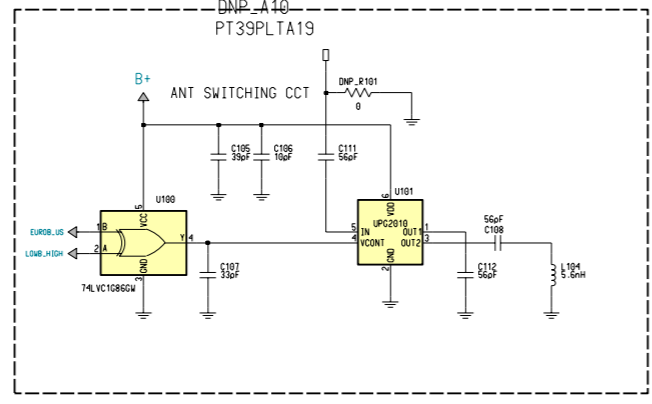 DNP_A10
PT39PLTA19
B+
ANT SWITCHING CCT
DNP_R101
0
C105
39pF
C106
10pF
C111
56pF
U100
5
VCC
EUROB_US
1
B
LOWB_HIGH
2
A
Y
4
GND
3
74LVC1G86GW
C107
33pF
U101
6
VDD
UPG2010
5
IN
4
VCONT
OUT1
1
OUT2
3
GND
2
56pF
C108
C112
56pF
L104
5.6nH